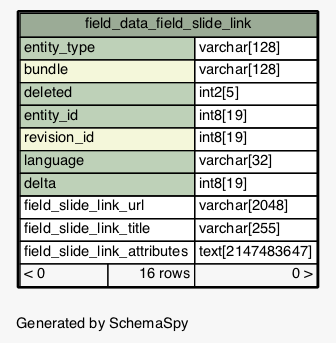 field_data_field_slide_link
entity_type varchar[128]
bundle varchar[128]
deleted int2[5]
entity_id int8[19]
revision_id int8[19]
language varchar[32]
delta int8[19]
field_slide_link_url varchar[2048]
field_slide_link_title varchar[255]
field_slide_link_attributes text[2147483647]
< 0 16 rows 0 >
Generated by SchemaSpy